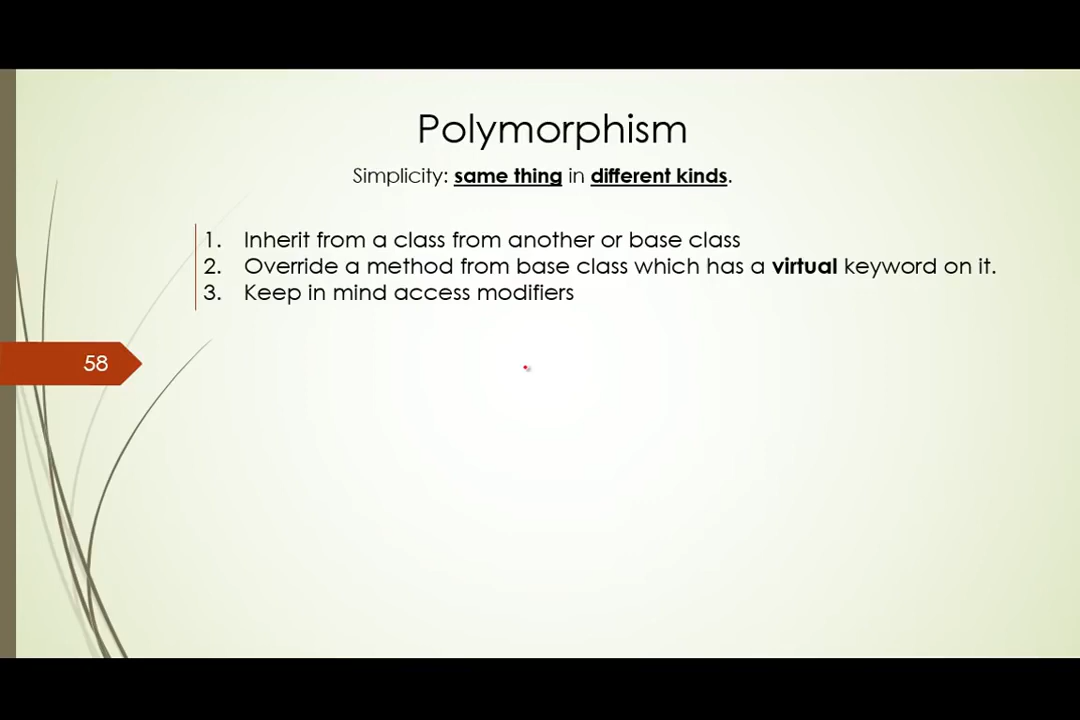 Polymorphism
Simplicity: same thing in different kinds.
1. Inherit from a class from another or base class
2. Override a method from base class which has a virtual keyword on it.
3. Keep in mind access modifiers
58